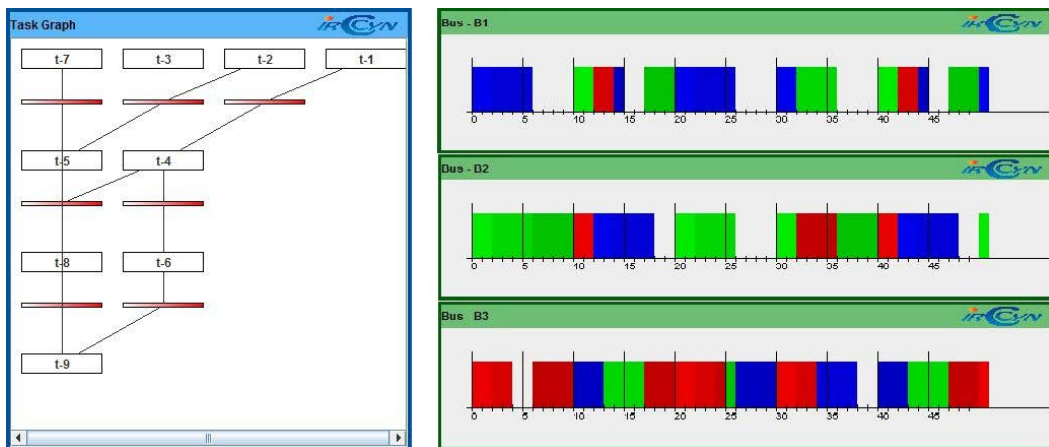 Task Graph
IRCCyN
t-7 t-3 t-2 t-1
t-5 t-4
t-8 t-6
t-9
Bus - B1
IRCCyN
0 5 10 15 20 25 30 35 40 45
Bus - B2
IRCCyN
0 5 10 15 20 25 30 35 40 45
Bus B3
IRCCyN
0 5 10 15 20 25 30 35 40 45